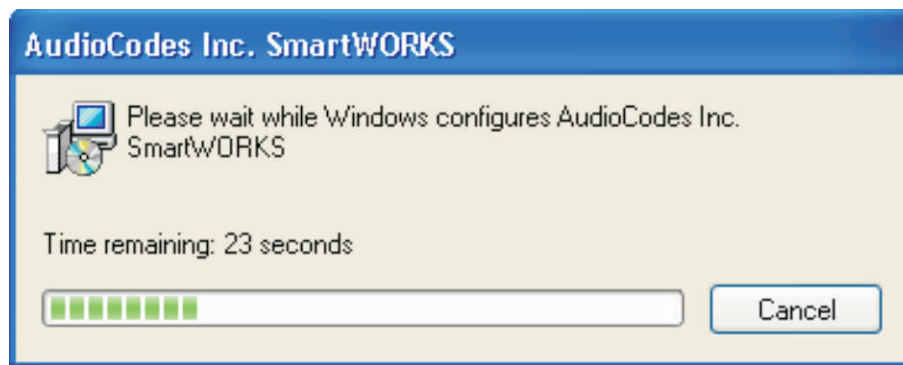 AudioCodes Inc. SmartWORKS
Please wait while Windows configures AudioCodes Inc.
SmartWORKS
Time remaining: 23 seconds
Cancel